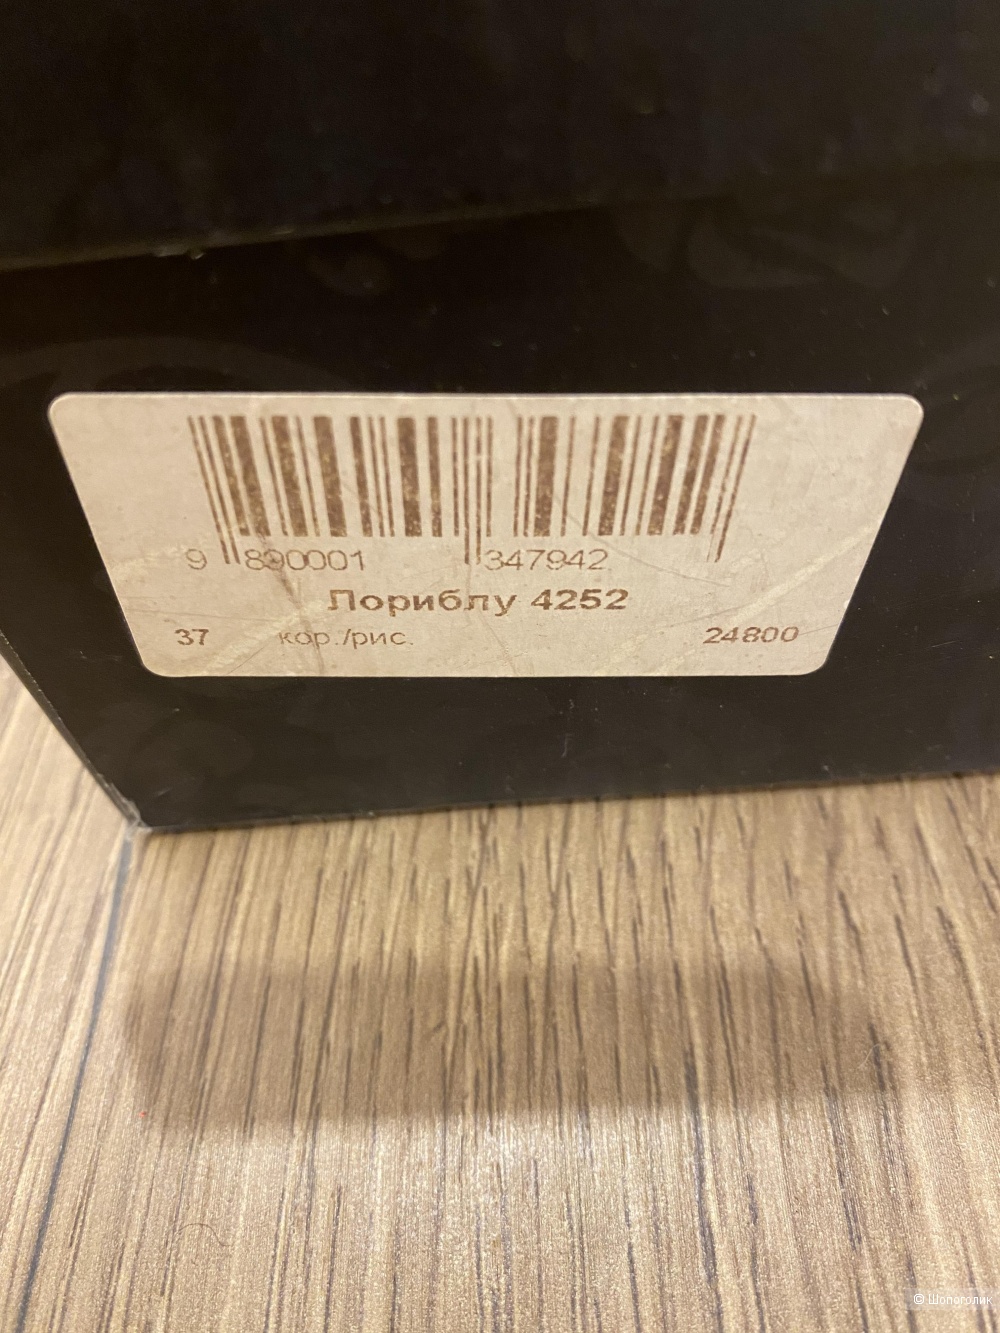 9 890001 347942
Лориблу 4252
37 кор./рис. 24800
© Шопоголик